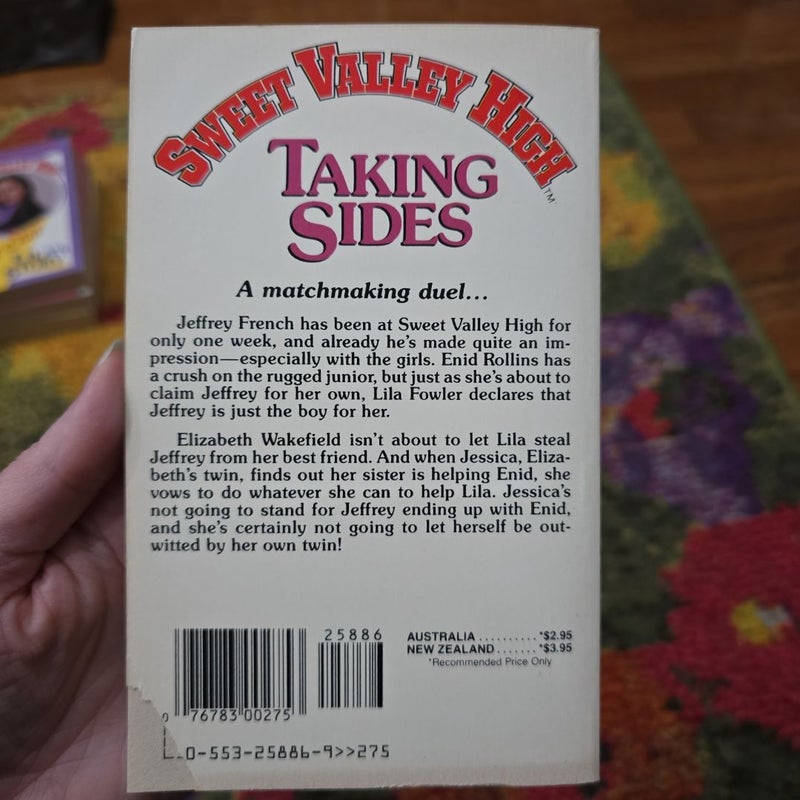 SWEET VALLEY HIGH™
TAKING
SIDES
A matchmaking duel...
Jeffrey French has been at Sweet Valley High for
only one week, and already he's made quite an im-
pression—especially with the girls. Enid Rollins has
a crush on the rugged junior, but just as she's about to
claim Jeffrey for her own, Lila Fowler declares that
Jeffrey is just the boy for her.
Elizabeth Wakefield isn't about to let Lila steal
Jeffrey from her best friend. And when Jessica, Eliza-
beth's twin, finds out her sister is helping Enid, she
vows to do whatever she can to help Lila. Jessica's
not going to stand for Jeffrey ending up with Enid,
and she's certainly not going to let herself be out-
witted by her own twin!
25886
AUSTRALIA .......... *$2.95
NEW ZEALAND ....... *$3.95
*Recommended Price Only
0 76783 00275
0-553-25886-9>>275